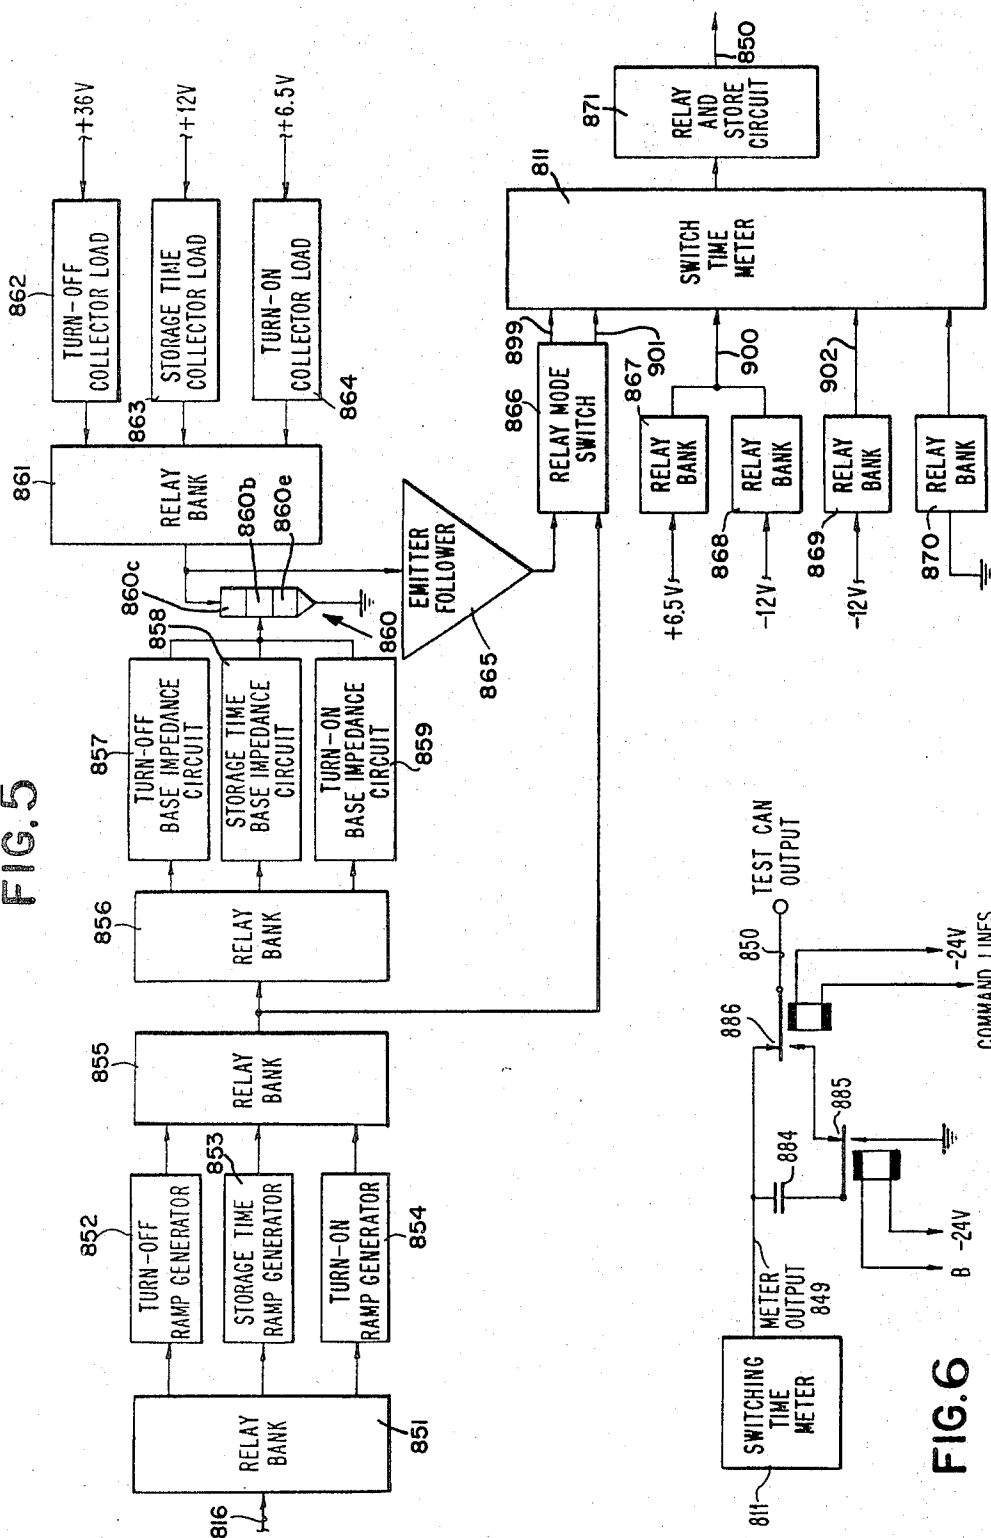 FIG.5
816
RELAY
BANK
851
TURN-OFF
RAMP GENERATOR
852
STORAGE TIME
RAMP GENERATOR
853
TURN-ON
RAMP GENERATOR
854
RELAY
BANK
855
RELAY
BANK
856
TURN-OFF
BASE IMPEDANCE
CIRCUIT
857
STORAGE TIME
BASE IMPEDANCE
CIRCUIT
858
TURN-ON
BASE IMPEDANCE
CIRCUIT
859
860c
860b
860e
860
RELAY
BANK
861
TURN-OFF
COLLECTOR LOAD
862
+36V
STORAGE TIME
COLLECTOR LOAD
863
+12V
TURN-ON
COLLECTOR LOAD
864
+6.5V
EMITTER
FOLLOWER
865
RELAY MODE
SWITCH
866
899
901
+6.5V
RELAY
BANK
867
-12V
RELAY
BANK
868
900
-12V
RELAY
BANK
869
902
RELAY
BANK
870
SWITCH
TIME
METER
811
RELAY
AND
STORE
CIRCUIT
871
850
FIG.6
SWITCHING
TIME
METER
811
METER
OUTPUT
849
884
885
B
-24V
886
850
TEST CAN
OUTPUT
-24V
COMMAND LINES